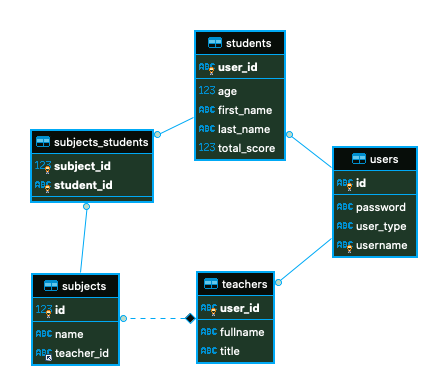 students
ABC user_id
123 age
ABC first_name
ABC last_name
123 total_score
subjects_students
123 subject_id
ABC student_id
users
ABC id
ABC password
ABC user_type
ABC username
subjects
123 id
ABC name
ABC teacher_id
teachers
ABC user_id
ABC fullname
ABC title